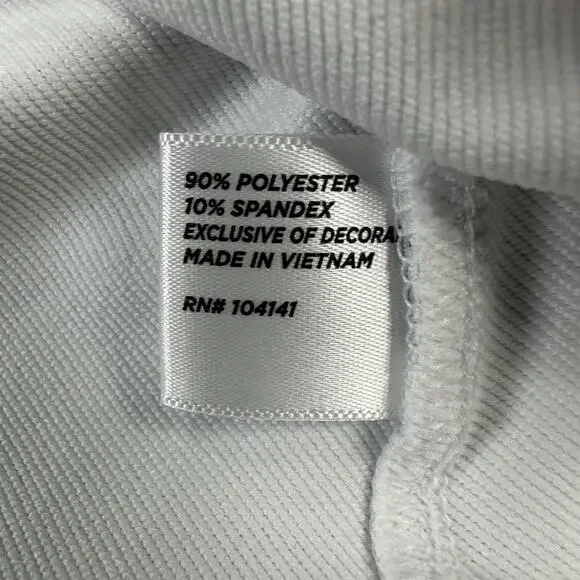 90% POLYESTER
10% SPANDEX
EXCLUSIVE OF DECORA
MADE IN VIETNAM
RN# 104141